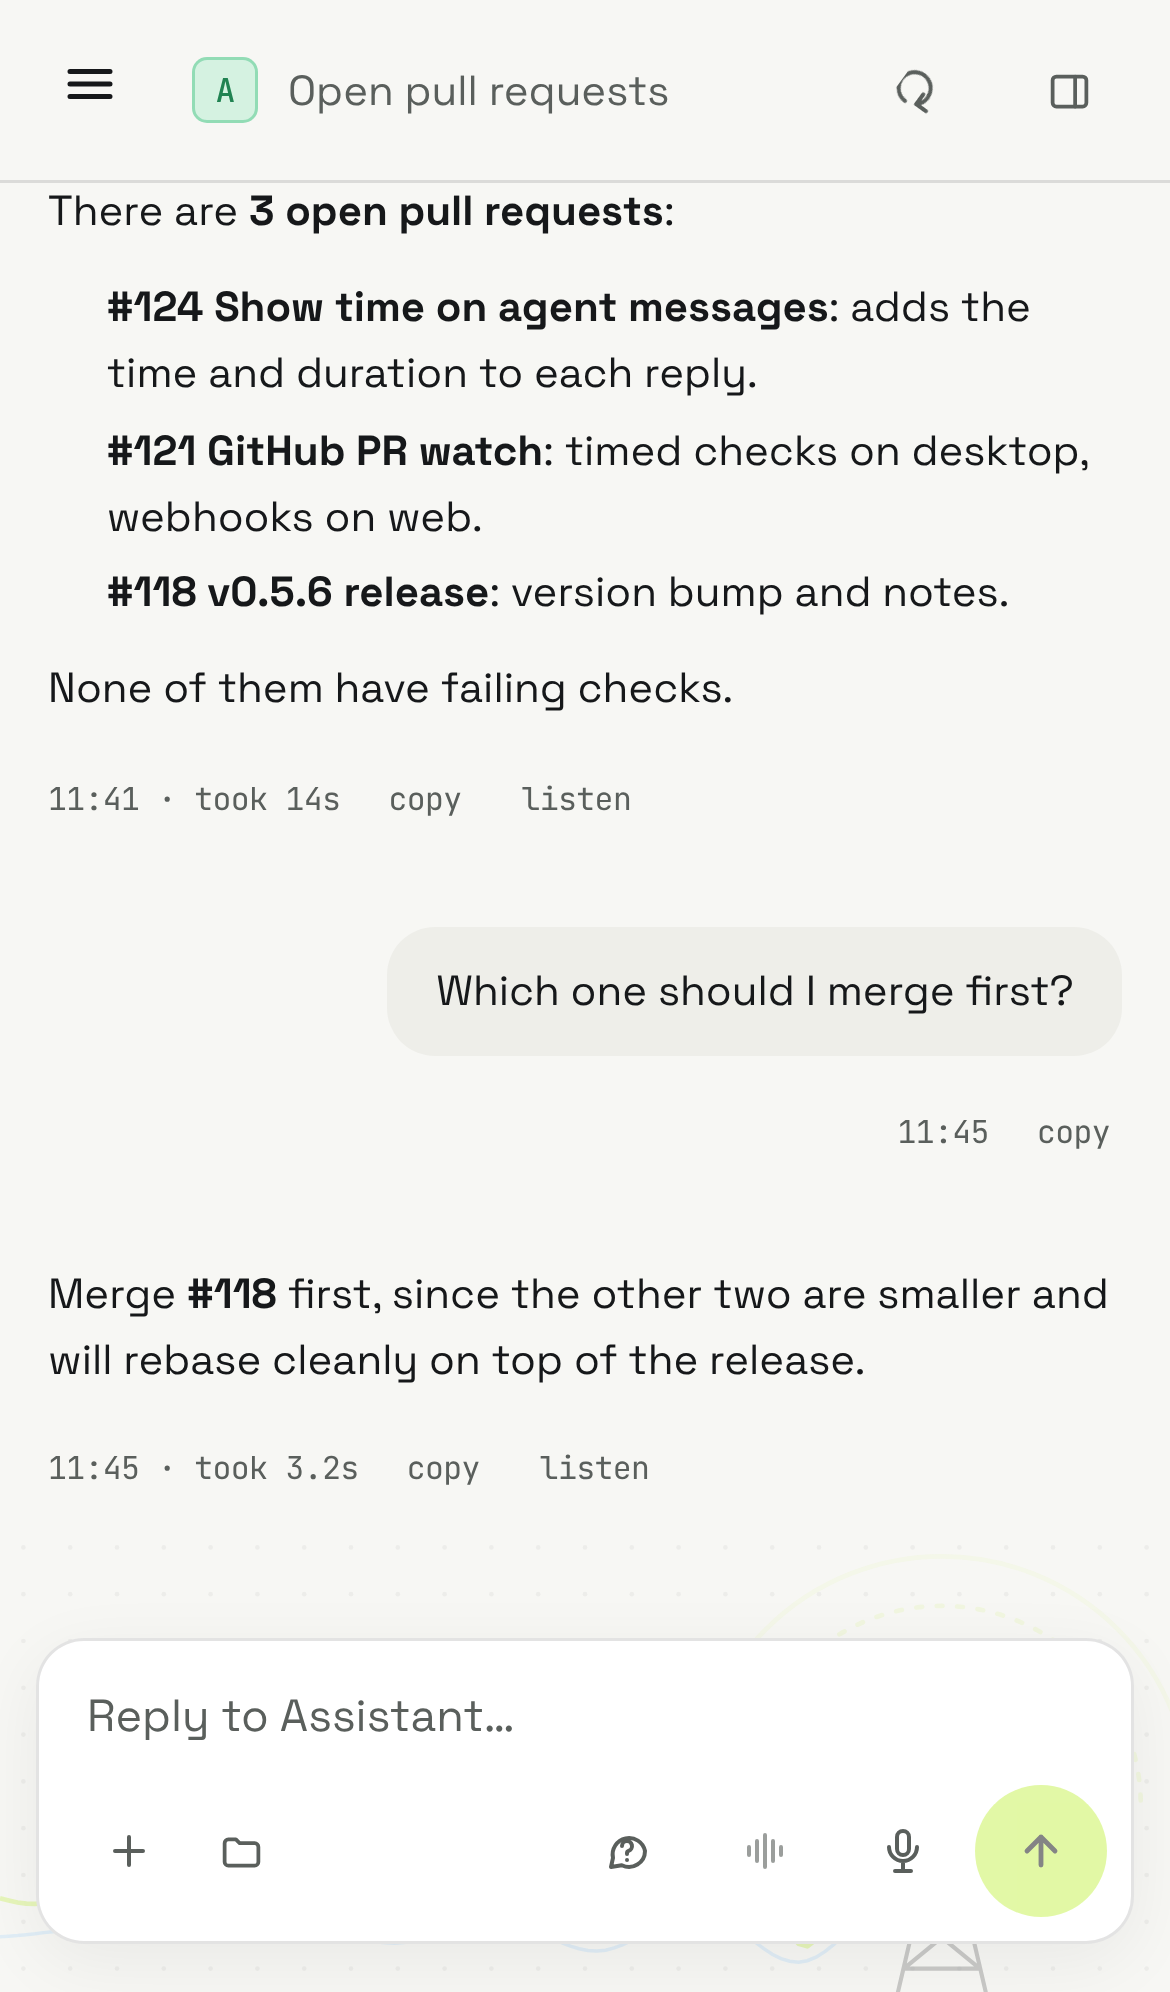 A Open pull requests
There are 3 open pull requests:
#124 Show time on agent messages: adds the
time and duration to each reply.
#121 GitHub PR watch: timed checks on desktop,
webhooks on web.
#118 v0.5.6 release: version bump and notes.
None of them have failing checks.
11:41 · took 14s copy listen
Which one should I merge first?
11:45 copy
Merge #118 first, since the other two are smaller and
will rebase cleanly on top of the release.
11:45 · took 3.2s copy listen
Reply to Assistant...